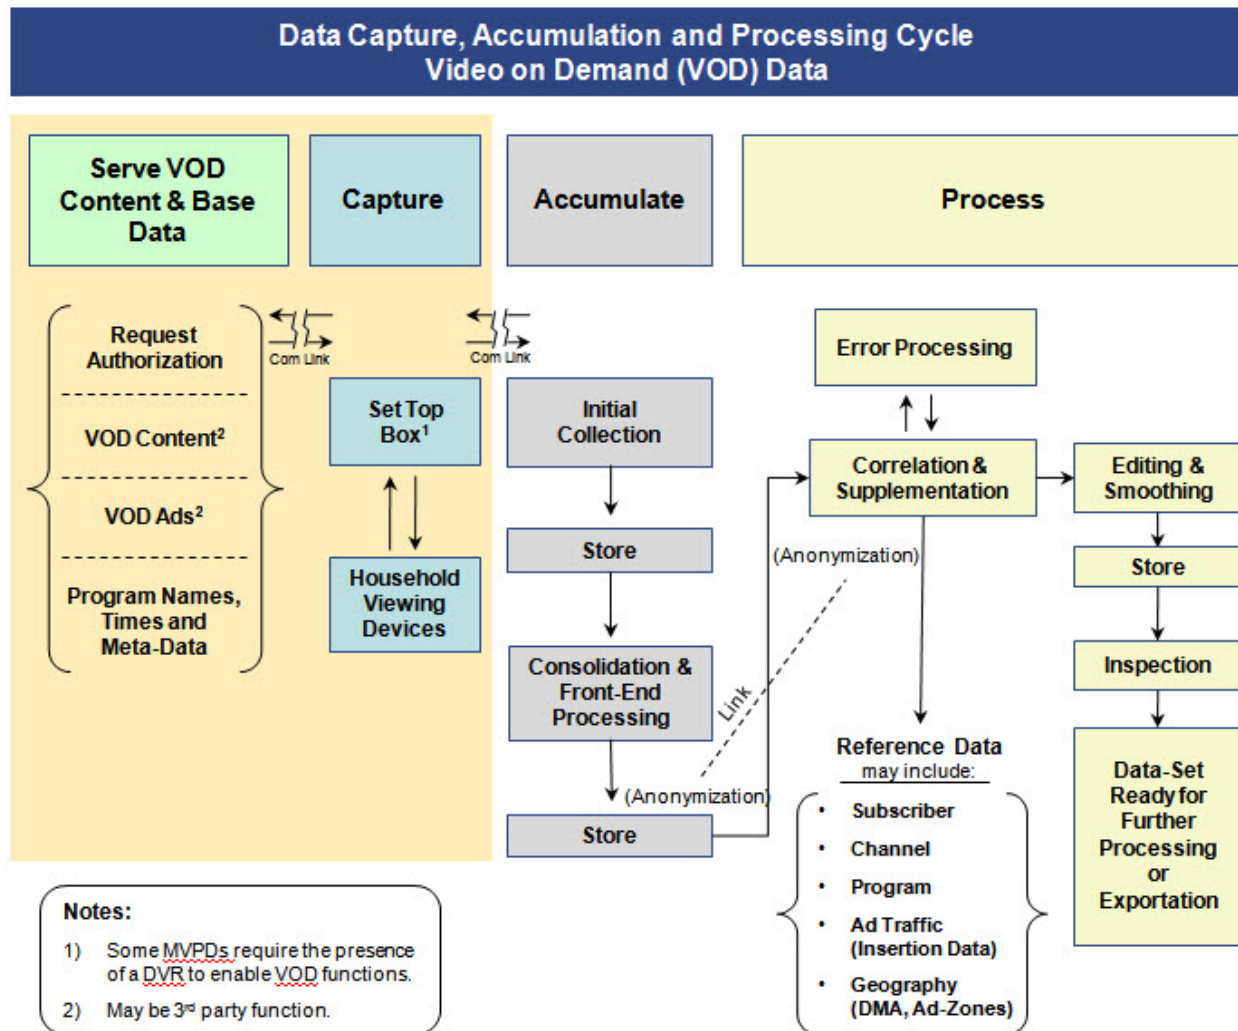 Data Capture, Accumulation and Processing Cycle
Video on Demand (VOD) Data
Serve VOD
Content & Base
Data
Capture
Accumulate
Process
Request
Authorization
VOD Content²
VOD Ads²
Program Names,
Times and
Meta-Data
Com Link
Com Link
Set Top
Box¹
Household
Viewing
Devices
Initial
Collection
Store
Consolidation &
Front-End
Processing
(Anonymization)
Store
Link
(Anonymization)
Error Processing
Correlation &
Supplementation
Reference Data
may include:
• Subscriber
• Channel
• Program
• Ad Traffic
(Insertion Data)
• Geography
(DMA, Ad-Zones)
Editing &
Smoothing
Store
Inspection
Data-Set
Ready for
Further
Processing
or
Exportation
Notes:
1) Some MVPDs require the presence
of a DVR to enable VOD functions.
2) May be 3rd party function.